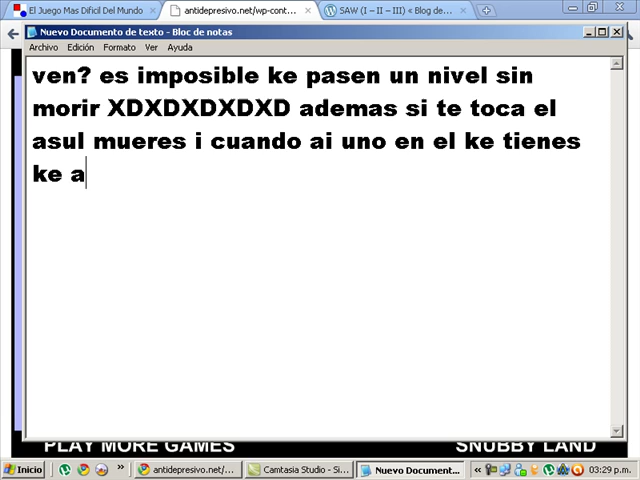 El Juego Mas Dificil Del Mundo
antidepresivo.net/wp-cont...
SAW (I – II – III) « Blog de...
Nuevo Documento de texto - Bloc de notas
Archivo Edición Formato Ver Ayuda
ven? es imposible ke pasen un nivel sin
morir XDXDXDXDXD ademas si te toca el
asul mueres i cuando ai uno en el ke tienes
ke a
PLAY MORE GAMES
SNUBBY LAND
Inicio
antidepresivo.net/...
Camtasia Studio - Si...
Nuevo Document...
03:29 p.m.